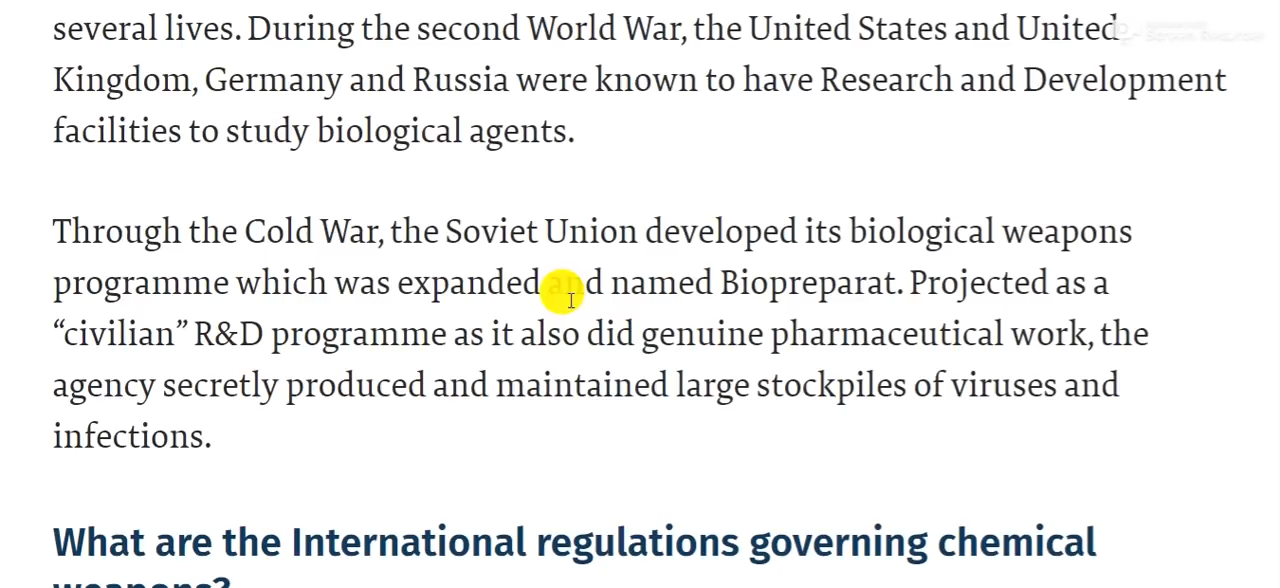 several lives. During the second World War, the United States and United
Kingdom, Germany and Russia were known to have Research and Development
facilities to study biological agents.
Through the Cold War, the Soviet Union developed its biological weapons
programme which was expanded and named Biopreparat. Projected as a
“civilian” R&D programme as it also did genuine pharmaceutical work, the
agency secretly produced and maintained large stockpiles of viruses and
infections.
What are the International regulations governing chemical
weapons?